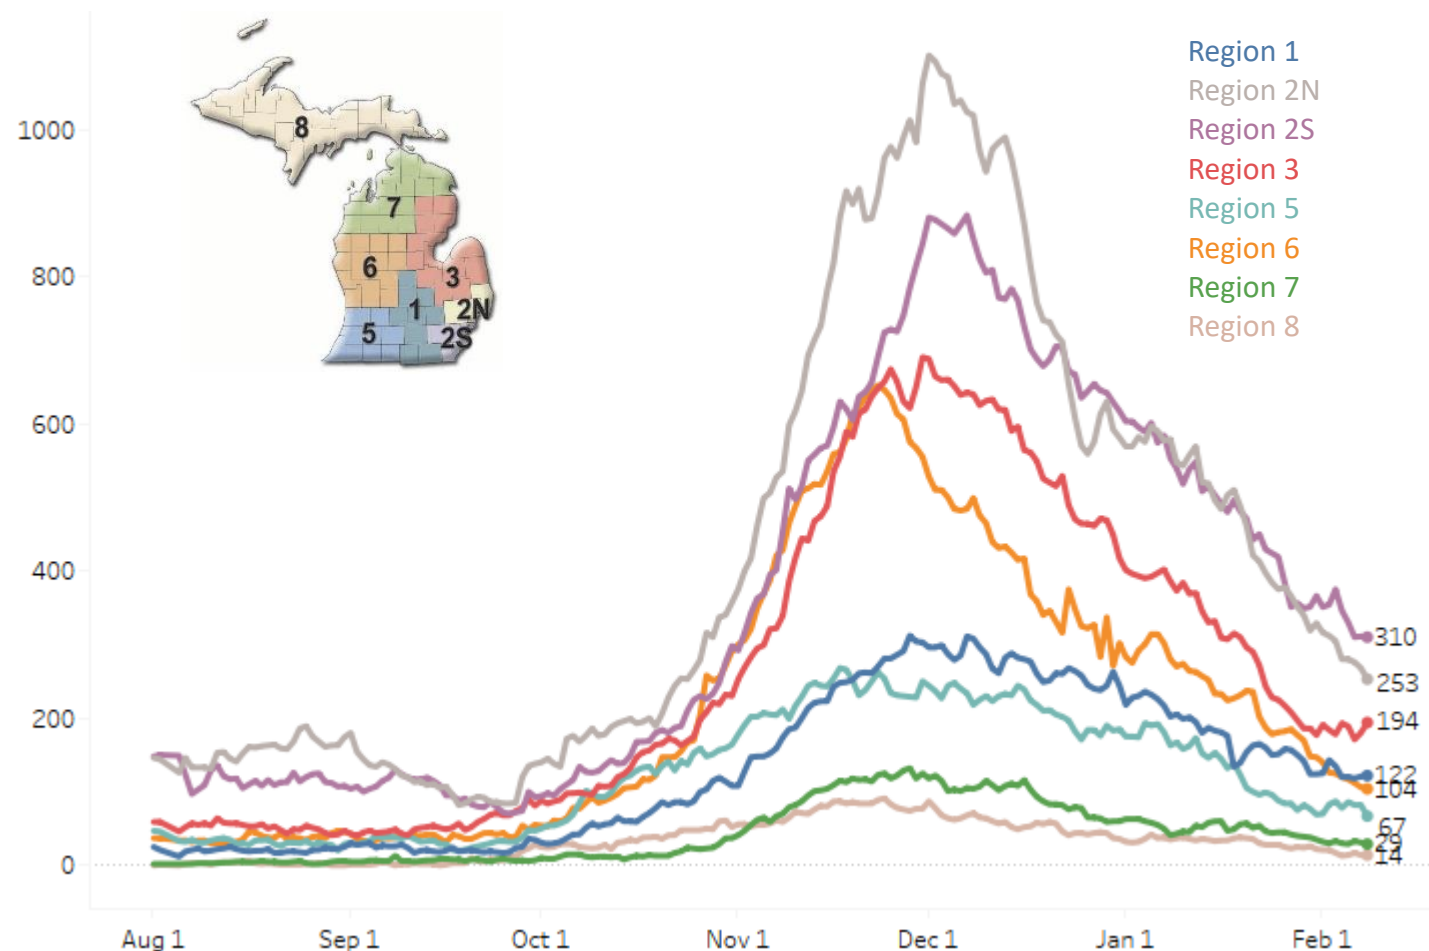 Region 1
Region 2N
Region 2S
Region 3
Region 5
Region 6
Region 7
Region 8
8
7
6
3
1
2N
5
2S
1000
800
600
400
200
0
310
253
194
122
104
67
29
14
Aug 1
Sep 1
Oct 1
Nov 1
Dec 1
Jan 1
Feb 1